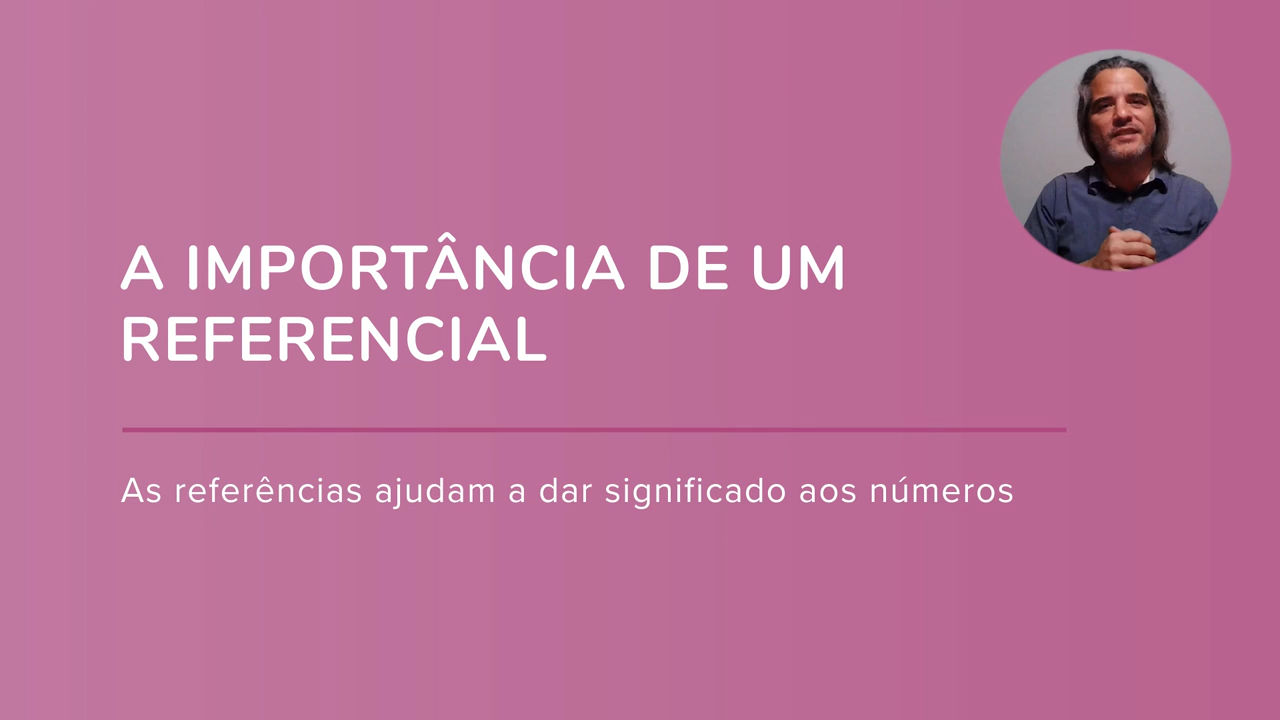 A IMPORTÂNCIA DE UM
REFERENCIAL
As referências ajudam a dar significado aos números